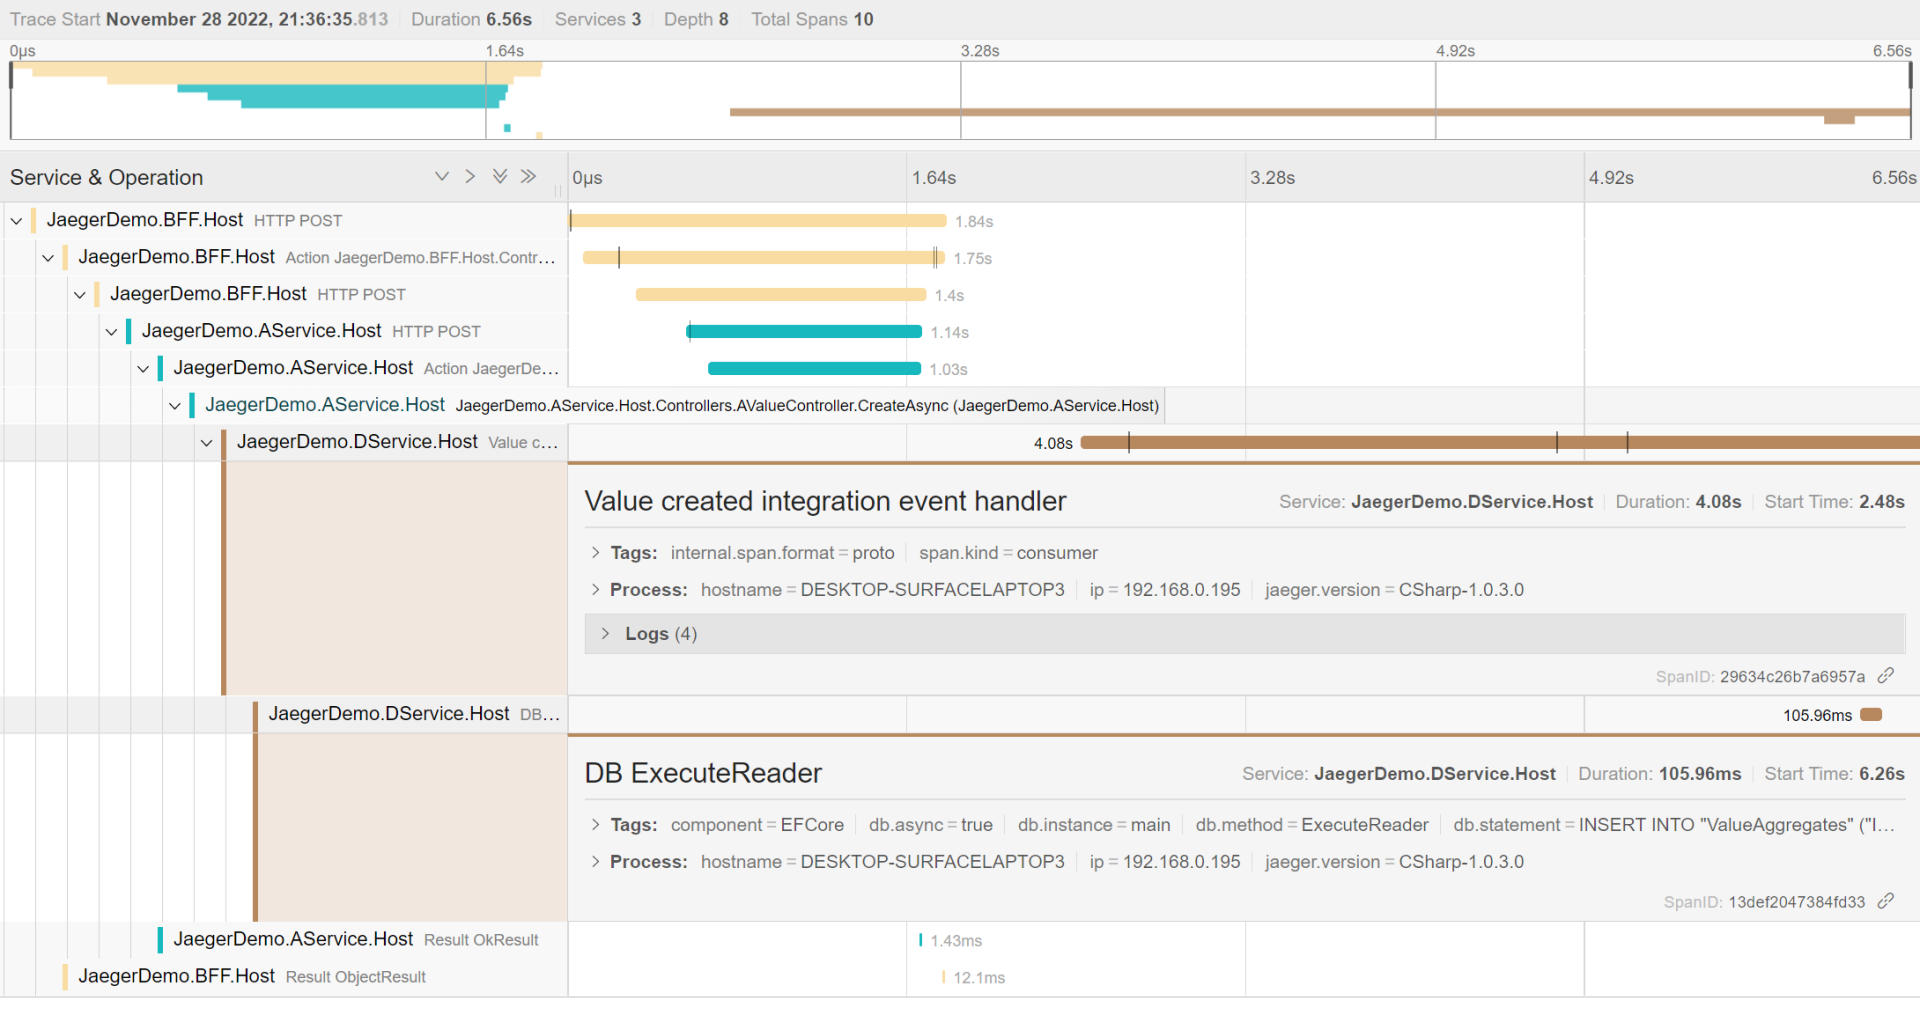 Trace Start November 28 2022, 21:36:35.813 Duration 6.56s Services 3 Depth 8 Total Spans 10
0μs 1.64s 3.28s 4.92s 6.56s
Service & Operation 0μs 1.64s 3.28s 4.92s 6.56s
JaegerDemo.BFF.Host HTTP POST 1.84s
JaegerDemo.BFF.Host Action JaegerDemo.BFF.Host.Contr… 1.75s
JaegerDemo.BFF.Host HTTP POST 1.4s
JaegerDemo.AService.Host HTTP POST 1.14s
JaegerDemo.AService.Host Action JaegerDe… 1.03s
JaegerDemo.AService.Host JaegerDemo.AService.Host.Controllers.AValueController.CreateAsync (JaegerDemo.AService.Host)
JaegerDemo.DService.Host Value c… 4.08s
Value created integration event handler Service: JaegerDemo.DService.Host Duration: 4.08s Start Time: 2.48s
Tags: internal.span.format = proto span.kind = consumer
Process: hostname = DESKTOP-SURFACELAPTOP3 ip = 192.168.0.195 jaeger.version = CSharp-1.0.3.0
Logs (4)
SpanID: 29634c26b7a6957a
JaegerDemo.DService.Host DB… 105.96ms
DB ExecuteReader Service: JaegerDemo.DService.Host Duration: 105.96ms Start Time: 6.26s
Tags: component = EFCore db.async = true db.instance = main db.method = ExecuteReader db.statement = INSERT INTO "ValueAggregates" ("I…
Process: hostname = DESKTOP-SURFACELAPTOP3 ip = 192.168.0.195 jaeger.version = CSharp-1.0.3.0
SpanID: 13def2047384fd33
JaegerDemo.AService.Host Result OkResult 1.43ms
JaegerDemo.BFF.Host Result ObjectResult 12.1ms